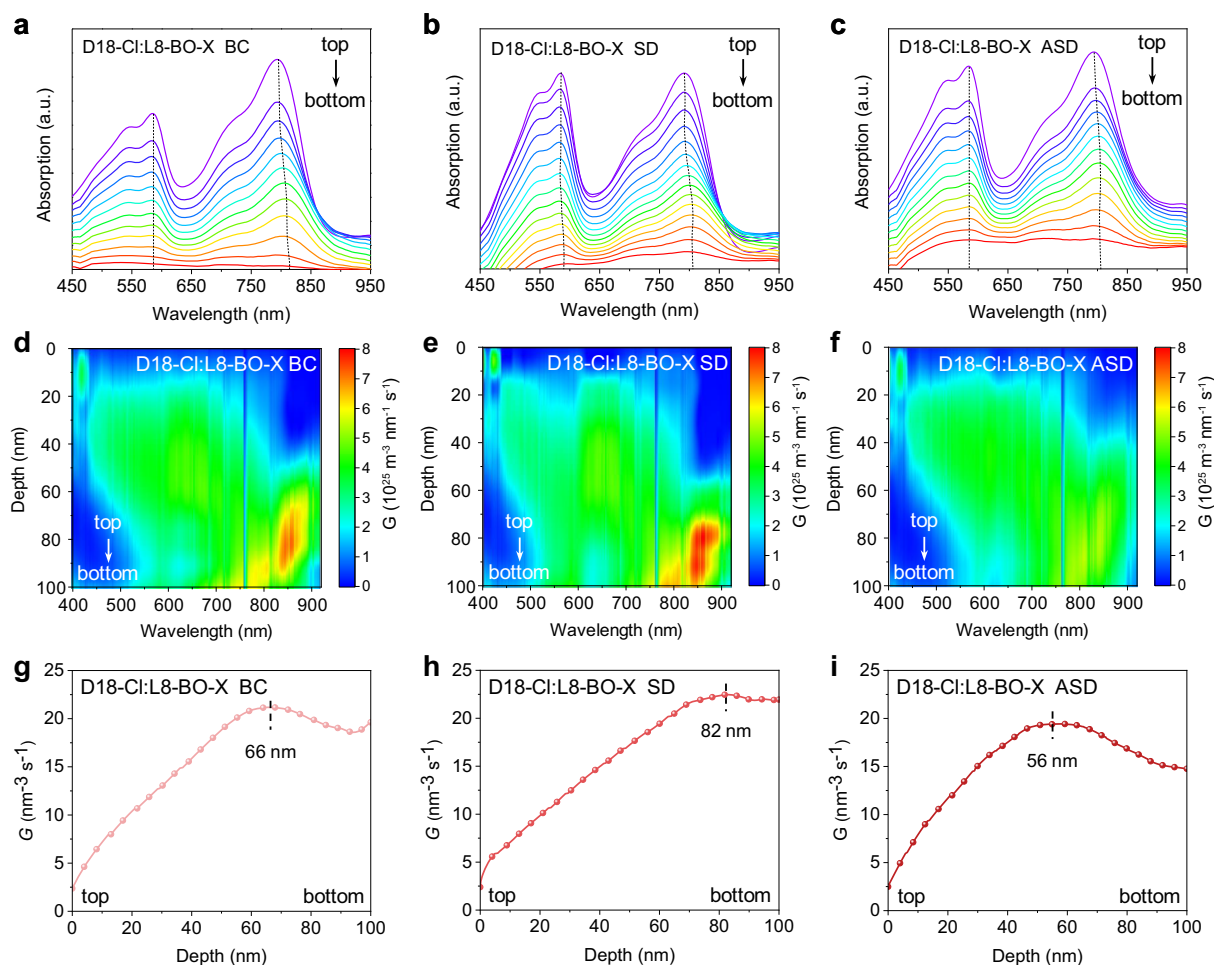 a
D18-Cl:L8-BO-X BC
top
bottom
Absorption (a.u.)
450 550 650 750 850 950
Wavelength (nm)
b
D18-Cl:L8-BO-X SD
top
bottom
Absorption (a.u.)
450 550 650 750 850 950
Wavelength (nm)
c
D18-Cl:L8-BO-X ASD
top
bottom
Absorption (a.u.)
450 550 650 750 850 950
Wavelength (nm)
d
D18-Cl:L8-BO-X BC
top
bottom
0
20
40
60
80
100
Depth (nm)
400 500 600 700 800 900
Wavelength (nm)
8
7
6
5
4
3
2
1
0
G (10²⁵ m⁻³ nm⁻¹ s⁻¹)
e
D18-Cl:L8-BO-X SD
top
bottom
0
20
40
60
80
100
Depth (nm)
400 500 600 700 800 900
Wavelength (nm)
8
7
6
5
4
3
2
1
0
G (10²⁵ m⁻³ nm⁻¹ s⁻¹)
f
D18-Cl:L8-BO-X ASD
top
bottom
0
20
40
60
80
100
Depth (nm)
400 500 600 700 800 900
Wavelength (nm)
8
7
6
5
4
3
2
1
0
G (10²⁵ m⁻³ nm⁻¹ s⁻¹)
g
D18-Cl:L8-BO-X BC
66 nm
top bottom
25
20
15
10
5
0
G (nm⁻³ s⁻¹)
0 20 40 60 80 100
Depth (nm)
h
D18-Cl:L8-BO-X SD
82 nm
top bottom
25
20
15
10
5
0
G (nm⁻³ s⁻¹)
0 20 40 60 80 100
Depth (nm)
i
D18-Cl:L8-BO-X ASD
56 nm
top bottom
25
20
15
10
5
0
G (nm⁻³ s⁻¹)
0 20 40 60 80 100
Depth (nm)